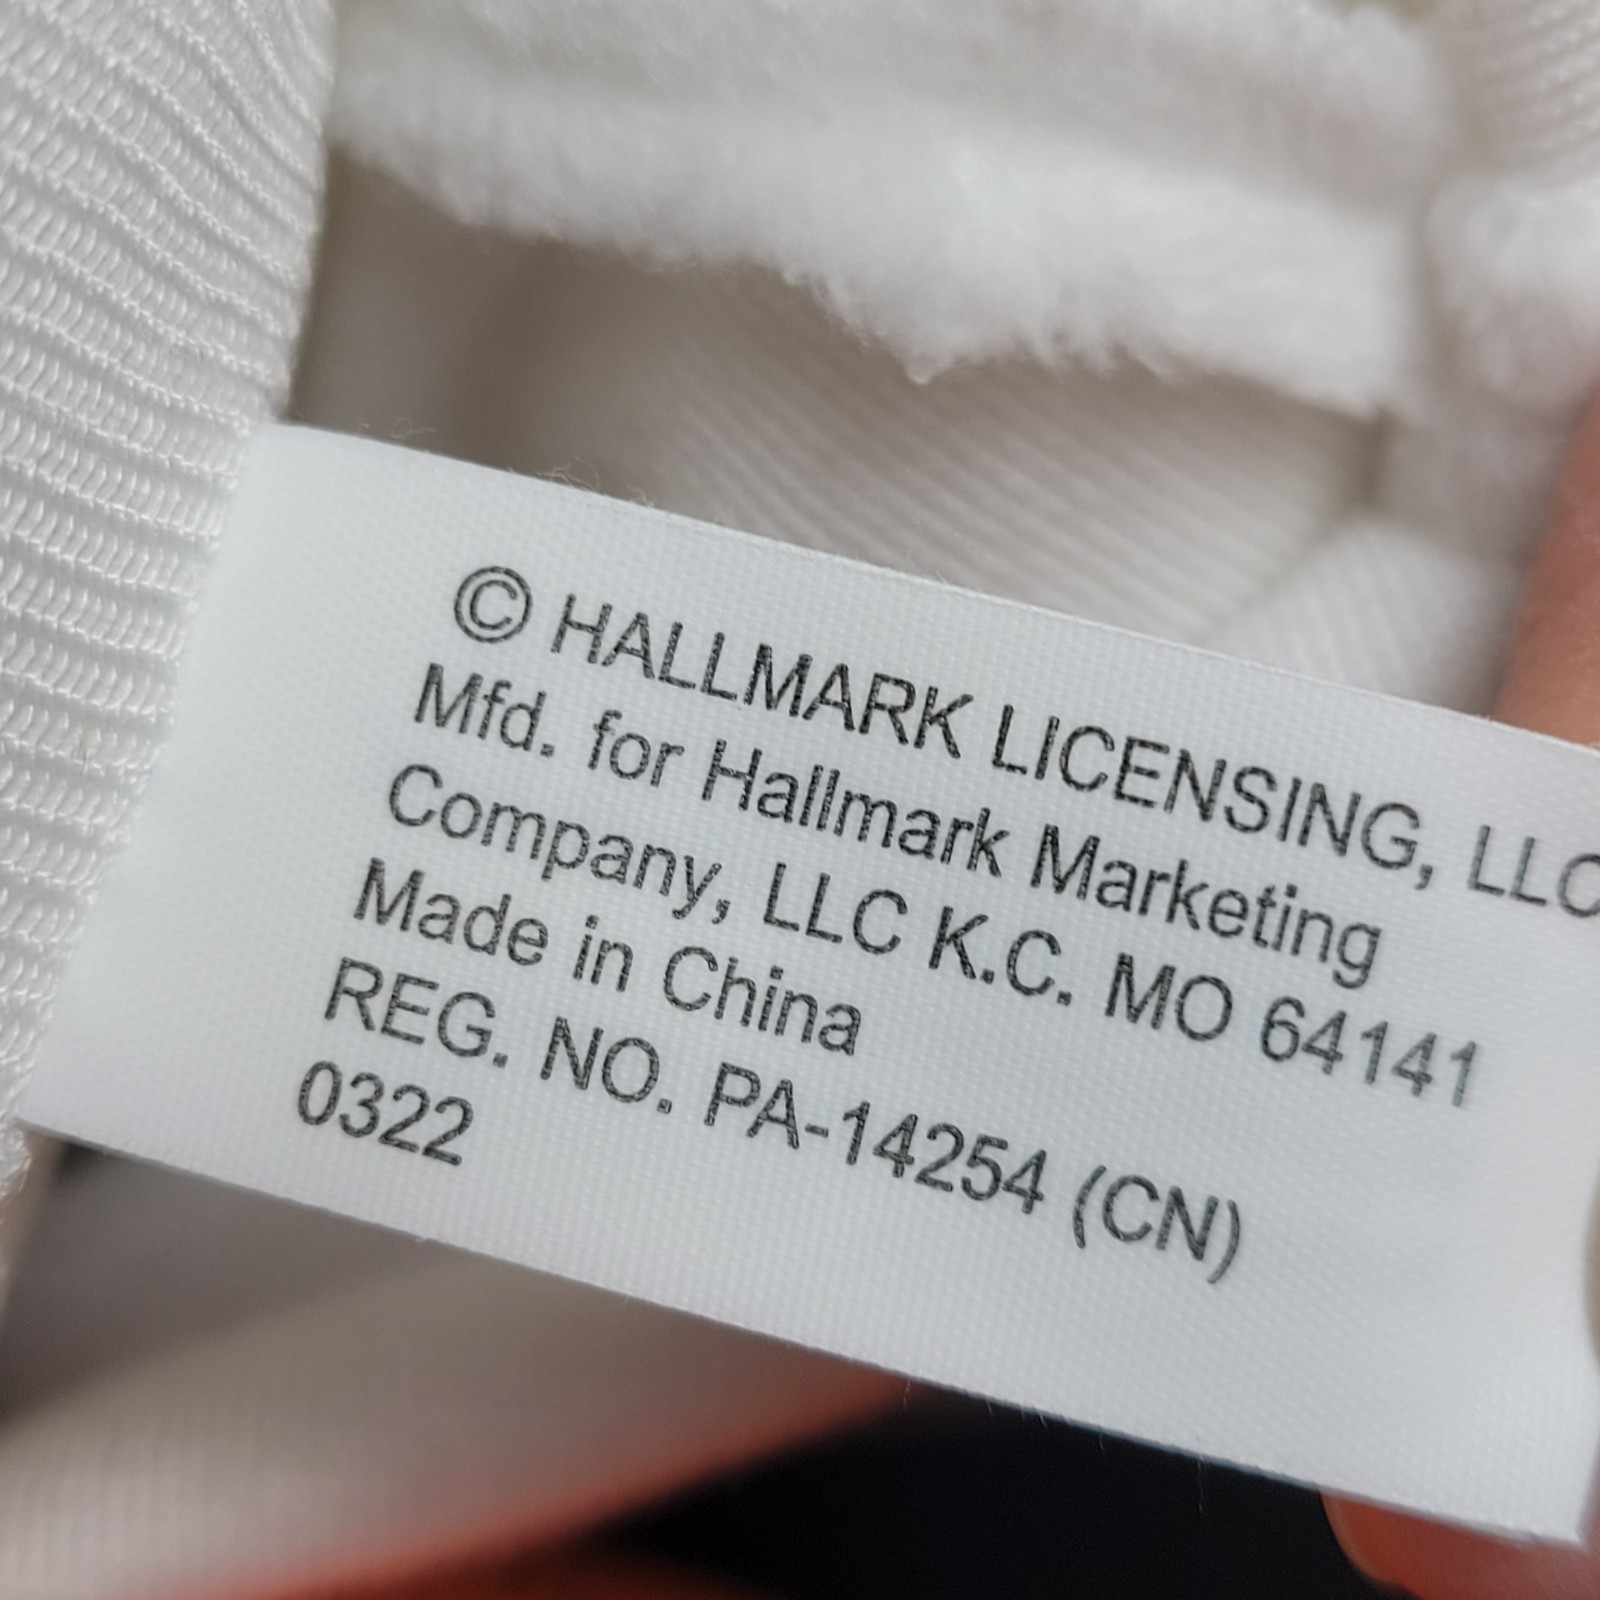 © HALLMARK LICENSING, LLC
Mfd. for Hallmark Marketing
Company, LLC K.C. MO 64141
Made in China
REG. NO. PA-14254 (CN)
0322